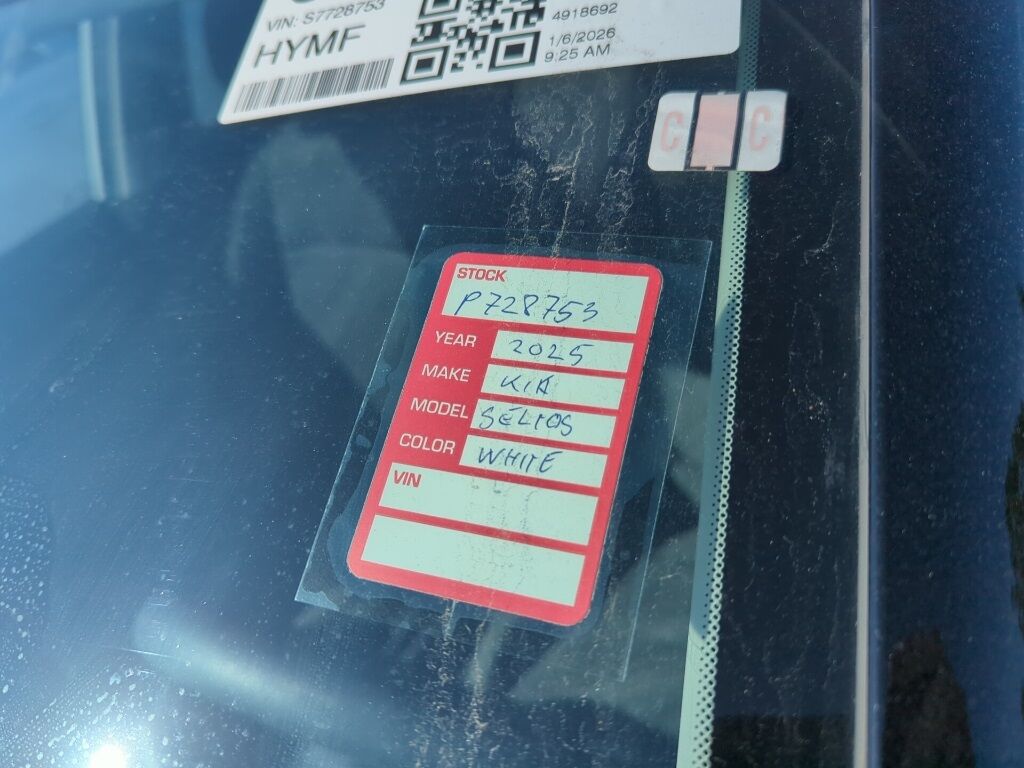 VIN: S7728753
HYMF
4918692
1/6/2026
9:25 AM
C C
STOCK
P728753
YEAR 2025
MAKE KIA
MODEL SELTOS
COLOR WHITE
VIN